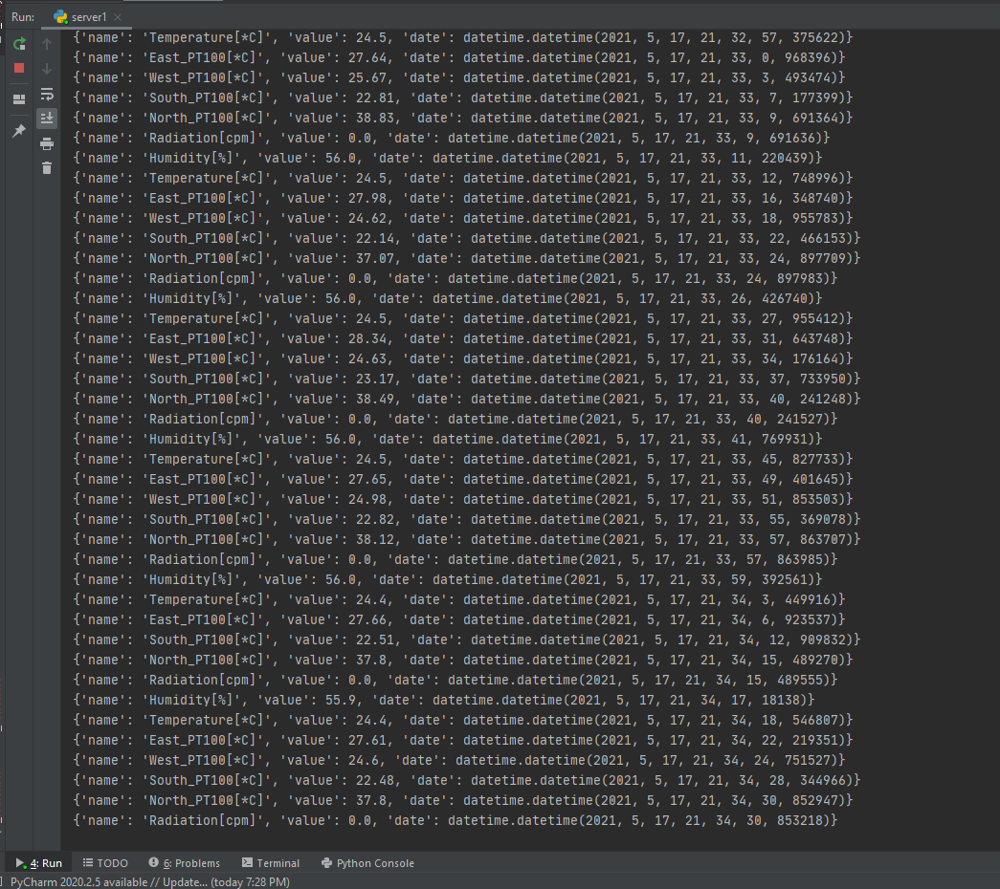 Run: server1
{'name': 'Temperature[*C]', 'value': 24.5, 'date': datetime.datetime(2021, 5, 17, 21, 32, 57, 375622)}
{'name': 'East_PT100[*C]', 'value': 27.64, 'date': datetime.datetime(2021, 5, 17, 21, 33, 0, 968396)}
{'name': 'West_PT100[*C]', 'value': 25.67, 'date': datetime.datetime(2021, 5, 17, 21, 33, 3, 493474)}
{'name': 'South_PT100[*C]', 'value': 22.81, 'date': datetime.datetime(2021, 5, 17, 21, 33, 7, 177399)}
{'name': 'North_PT100[*C]', 'value': 38.83, 'date': datetime.datetime(2021, 5, 17, 21, 33, 9, 691364)}
{'name': 'Radiation[cpm]', 'value': 0.0, 'date': datetime.datetime(2021, 5, 17, 21, 33, 9, 691636)}
{'name': 'Humidity[%]', 'value': 56.0, 'date': datetime.datetime(2021, 5, 17, 21, 33, 11, 220439)}
{'name': 'Temperature[*C]', 'value': 24.5, 'date': datetime.datetime(2021, 5, 17, 21, 33, 12, 748996)}
{'name': 'East_PT100[*C]', 'value': 27.98, 'date': datetime.datetime(2021, 5, 17, 21, 33, 16, 348740)}
{'name': 'West_PT100[*C]', 'value': 24.62, 'date': datetime.datetime(2021, 5, 17, 21, 33, 18, 955783)}
{'name': 'South_PT100[*C]', 'value': 22.14, 'date': datetime.datetime(2021, 5, 17, 21, 33, 22, 466153)}
{'name': 'North_PT100[*C]', 'value': 37.07, 'date': datetime.datetime(2021, 5, 17, 21, 33, 24, 897709)}
{'name': 'Radiation[cpm]', 'value': 0.0, 'date': datetime.datetime(2021, 5, 17, 21, 33, 24, 897983)}
{'name': 'Humidity[%]', 'value': 56.0, 'date': datetime.datetime(2021, 5, 17, 21, 33, 26, 426740)}
{'name': 'Temperature[*C]', 'value': 24.5, 'date': datetime.datetime(2021, 5, 17, 21, 33, 27, 955412)}
{'name': 'East_PT100[*C]', 'value': 28.34, 'date': datetime.datetime(2021, 5, 17, 21, 33, 31, 643748)}
{'name': 'West_PT100[*C]', 'value': 24.63, 'date': datetime.datetime(2021, 5, 17, 21, 33, 34, 176164)}
{'name': 'South_PT100[*C]', 'value': 23.17, 'date': datetime.datetime(2021, 5, 17, 21, 33, 37, 733950)}
{'name': 'North_PT100[*C]', 'value': 38.49, 'date': datetime.datetime(2021, 5, 17, 21, 33, 40, 241248)}
{'name': 'Radiation[cpm]', 'value': 0.0, 'date': datetime.datetime(2021, 5, 17, 21, 33, 40, 241527)}
{'name': 'Humidity[%]', 'value': 56.0, 'date': datetime.datetime(2021, 5, 17, 21, 33, 41, 769931)}
{'name': 'Temperature[*C]', 'value': 24.5, 'date': datetime.datetime(2021, 5, 17, 21, 33, 45, 827733)}
{'name': 'East_PT100[*C]', 'value': 27.65, 'date': datetime.datetime(2021, 5, 17, 21, 33, 49, 401645)}
{'name': 'West_PT100[*C]', 'value': 24.98, 'date': datetime.datetime(2021, 5, 17, 21, 33, 51, 853503)}
{'name': 'South_PT100[*C]', 'value': 22.82, 'date': datetime.datetime(2021, 5, 17, 21, 33, 55, 369078)}
{'name': 'North_PT100[*C]', 'value': 38.12, 'date': datetime.datetime(2021, 5, 17, 21, 33, 57, 863707)}
{'name': 'Radiation[cpm]', 'value': 0.0, 'date': datetime.datetime(2021, 5, 17, 21, 33, 57, 863985)}
{'name': 'Humidity[%]', 'value': 56.0, 'date': datetime.datetime(2021, 5, 17, 21, 33, 59, 392561)}
{'name': 'Temperature[*C]', 'value': 24.4, 'date': datetime.datetime(2021, 5, 17, 21, 34, 3, 449916)}
{'name': 'East_PT100[*C]', 'value': 27.66, 'date': datetime.datetime(2021, 5, 17, 21, 34, 6, 923537)}
{'name': 'South_PT100[*C]', 'value': 22.51, 'date': datetime.datetime(2021, 5, 17, 21, 34, 12, 909832)}
{'name': 'North_PT100[*C]', 'value': 37.8, 'date': datetime.datetime(2021, 5, 17, 21, 34, 15, 489270)}
{'name': 'Radiation[cpm]', 'value': 0.0, 'date': datetime.datetime(2021, 5, 17, 21, 34, 15, 489555)}
{'name': 'Humidity[%]', 'value': 55.9, 'date': datetime.datetime(2021, 5, 17, 21, 34, 17, 18138)}
{'name': 'Temperature[*C]', 'value': 24.4, 'date': datetime.datetime(2021, 5, 17, 21, 34, 18, 546807)}
{'name': 'East_PT100[*C]', 'value': 27.61, 'date': datetime.datetime(2021, 5, 17, 21, 34, 22, 219351)}
{'name': 'West_PT100[*C]', 'value': 24.6, 'date': datetime.datetime(2021, 5, 17, 21, 34, 24, 751527)}
{'name': 'South_PT100[*C]', 'value': 22.48, 'date': datetime.datetime(2021, 5, 17, 21, 34, 28, 344966)}
{'name': 'North_PT100[*C]', 'value': 37.8, 'date': datetime.datetime(2021, 5, 17, 21, 34, 30, 852947)}
{'name': 'Radiation[cpm]', 'value': 0.0, 'date': datetime.datetime(2021, 5, 17, 21, 34, 30, 853218)}
4: Run TODO 6: Problems Terminal Python Console
PyCharm 2020.2.5 available // Update... (today 7:28 PM)